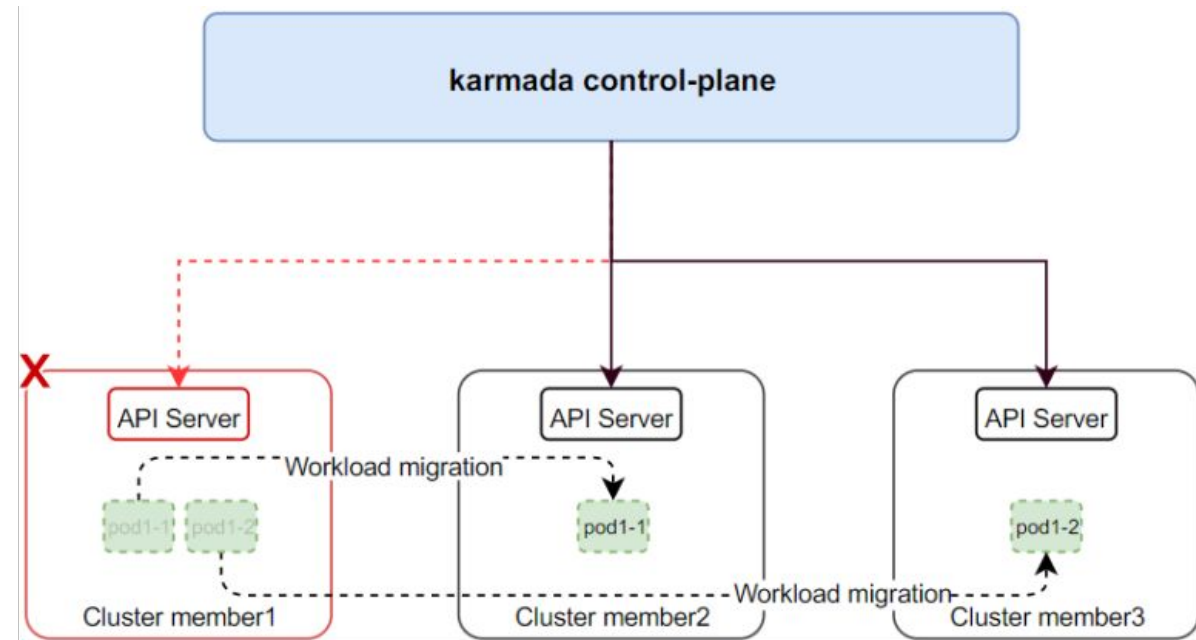 karmada control-plane
X
API Server
API Server
API Server
Workload migration
pod1-1
pod1-2
pod1-1
pod1-2
Workload migration
Cluster member1
Cluster member2
Cluster member3